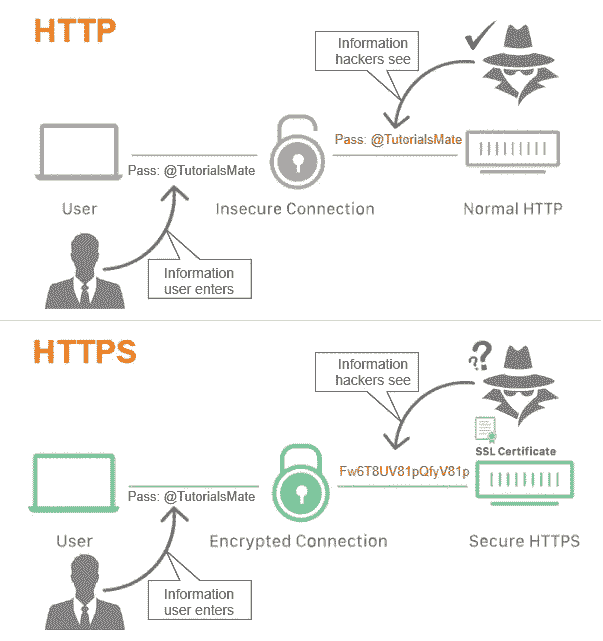 HTTP
Information
hackers see
Pass: @TutorialsMate
Pass: @TutorialsMate
User
Insecure Connection
Normal HTTP
Information
user enters
HTTPS
Information
hackers see
?
?
SSL Certificate
Fw6T8UV81pQfyV81p
Pass: @TutorialsMate
User
Encrypted Connection
Secure HTTPS
Information
user enters